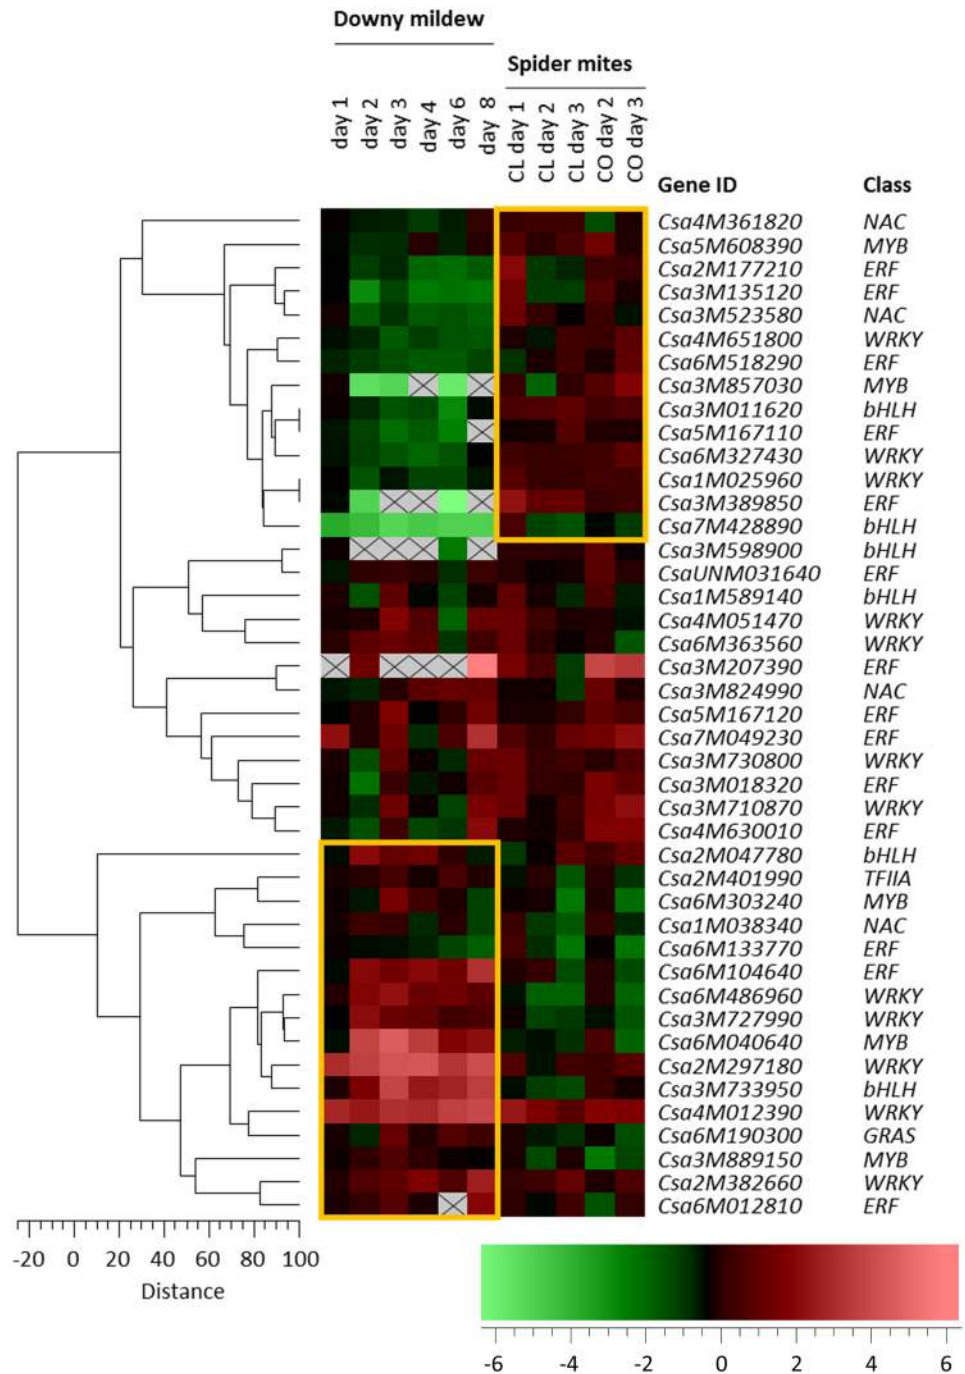 Downy mildew
Spider mites
day 1
day 2
day 3
day 4
day 6
day 8
CL day 1
CL day 2
CL day 3
CO day 2
CO day 3
Gene ID Class
Csa4M361820 NAC
Csa5M608390 MYB
Csa2M177210 ERF
Csa3M135120 ERF
Csa3M523580 NAC
Csa4M651800 WRKY
Csa6M518290 ERF
Csa3M857030 MYB
Csa3M011620 bHLH
Csa5M167110 ERF
Csa6M327430 WRKY
Csa1M025960 WRKY
Csa3M389850 ERF
Csa7M428890 bHLH
Csa3M598900 bHLH
CsaUNM031640 ERF
Csa1M589140 bHLH
Csa4M051470 WRKY
Csa6M363560 WRKY
Csa3M207390 ERF
Csa3M824990 NAC
Csa5M167120 ERF
Csa7M049230 ERF
Csa3M730800 WRKY
Csa3M018320 ERF
Csa3M710870 WRKY
Csa4M630010 ERF
Csa2M047780 bHLH
Csa2M401990 TFIIA
Csa6M303240 MYB
Csa1M038340 NAC
Csa6M133770 ERF
Csa6M104640 ERF
Csa6M486960 WRKY
Csa3M727990 WRKY
Csa6M040640 MYB
Csa2M297180 WRKY
Csa3M733950 bHLH
Csa4M012390 WRKY
Csa6M190300 GRAS
Csa3M889150 MYB
Csa2M382660 WRKY
Csa6M012810 ERF
-20 0 20 40 60 80 100
Distance
-6 -4 -2 0 2 4 6